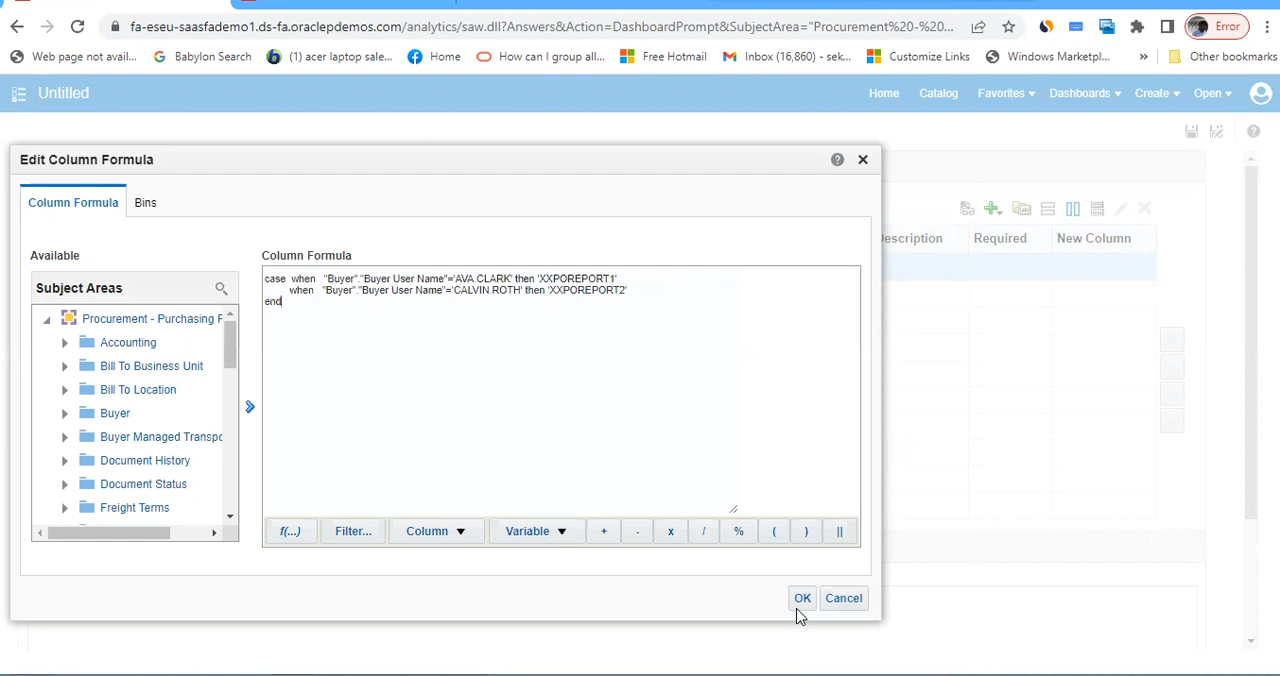 fa-eseu-saasfademo1.ds-fa.oraclepdemos.com/analytics/saw.dll?Answers&Action=DashboardPrompt&SubjectArea="Procurement%20-%20...
Error
Web page not avail...
Babylon Search
(1) acer laptop sale...
Home
How can I group all...
Free Hotmail
Inbox (16,860) - sek...
Customize Links
Windows Marketpl...
»
Other bookmarks
Untitled
Home
Catalog
Favorites
Dashboards
Create
Open
Edit Column Formula
Column Formula
Bins
Available
Column Formula
Subject Areas
Procurement - Purchasing
Accounting
Bill To Business Unit
Bill To Location
Buyer
Buyer Managed Transpo
Document History
Document Status
Freight Terms
case when "Buyer"."Buyer User Name"='AVA CLARK' then 'XXPOREPORT1'
when "Buyer"."Buyer User Name"='CALVIN ROTH' then 'XXPOREPORT2'
end
f(...)
Filter...
Column
Variable
+
-
x
/
%
(
)
||
OK
Cancel
escription
Required
New Column